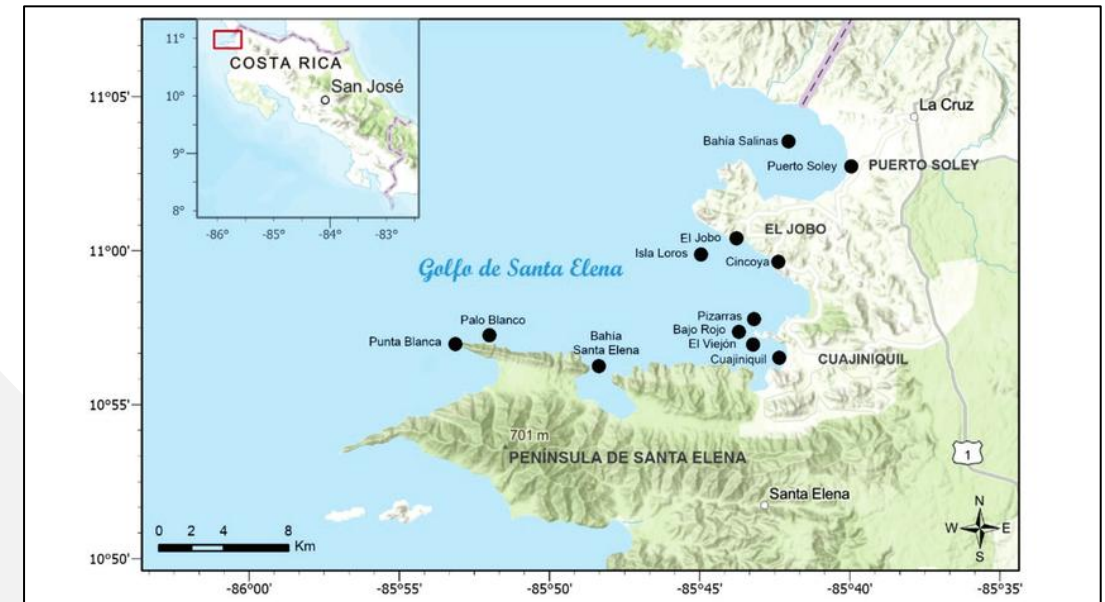 11°
10°
9°
8°
-86°
-85°
-84°
-83°
COSTA RICA
San José
11°05'
11°00'
10°55'
10°50'
La Cruz
Bahía Salinas
Puerto Soley
PUERTO SOLEY
El Jobo
EL JOBO
Isla Loros
Cincoya
Golfo de Santa Elena
Pizarras
Bajo Rojo
El Viejón
Cuajiniquil
CUAJINIQUIL
Palo Blanco
Punta Blanca
Bahía
Santa Elena
701 m
PENÍNSULA DE SANTA ELENA
1
Santa Elena
N
W
E
S
0 2 4 8
Km
-86°00'
-85°55'
-85°50'
-85°45'
-85°40'
-85°35'